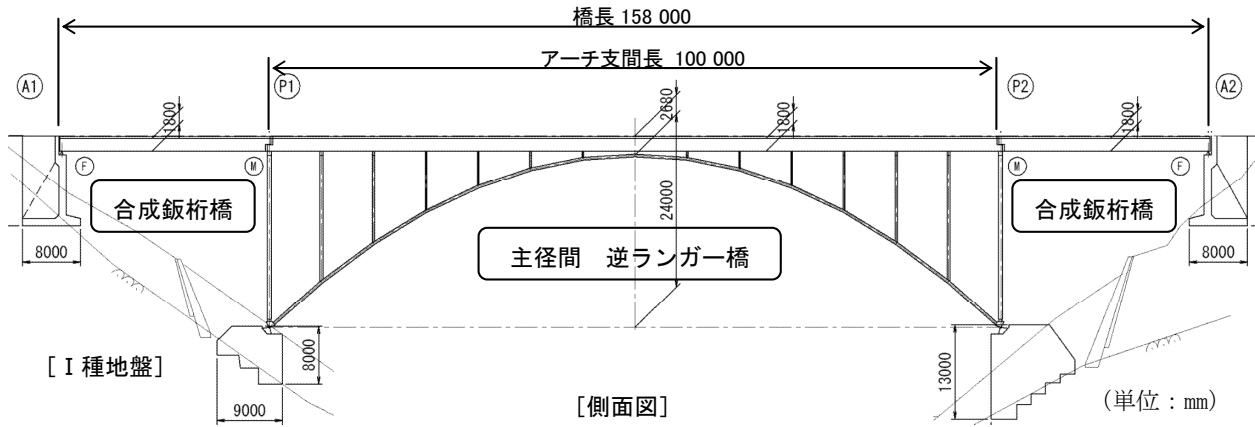 橋長 158 000
アーチ支間長 100 000
A1
P1
P2
A2
1800
2680
1800
1800
F
M
M
F
合成鈑桁橋
24000
合成鈑桁橋
8000
主径間 逆ランガー橋
8000
[Ⅰ種地盤]
8000
13000
9000
[側面図]
(単位:mm)